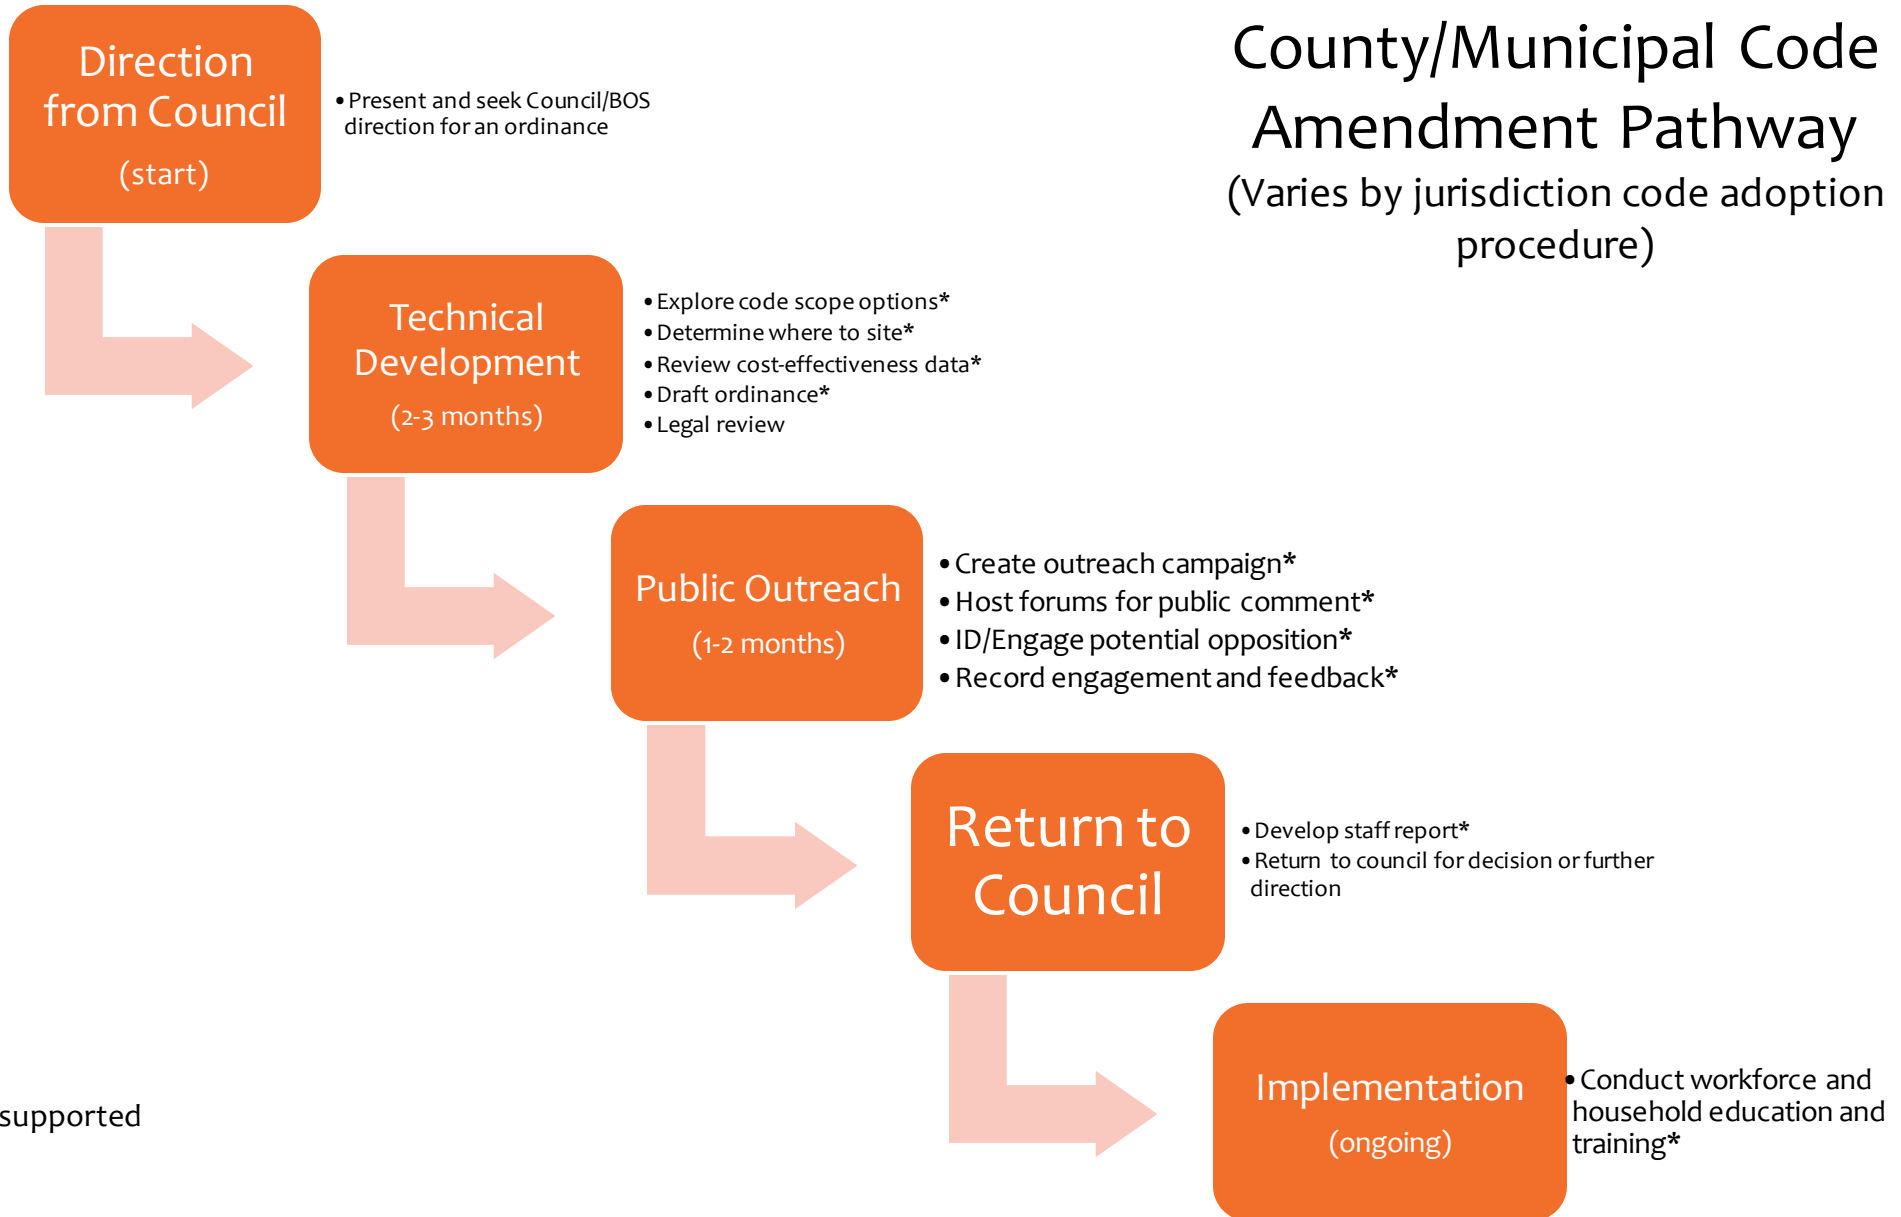 County/Municipal Code
Amendment Pathway
(Varies by jurisdiction code adoption
procedure)
Direction
from Council
(start)
•Present and seek Council/BOS
direction for an ordinance
Technical
Development
(2-3 months)
•Explore code scope options*
•Determine where to site*
•Review cost-effectiveness data*
•Draft ordinance*
•Legal review
Public Outreach
(1-2 months)
•Create outreach campaign*
•Host forums for public comment*
•ID/Engage potential opposition*
•Record engagement and feedback*
Return to
Council
•Develop staff report*
•Return to council for decision or further
direction
Implementation
(ongoing)
•Conduct workforce and
household education and
training*
supported